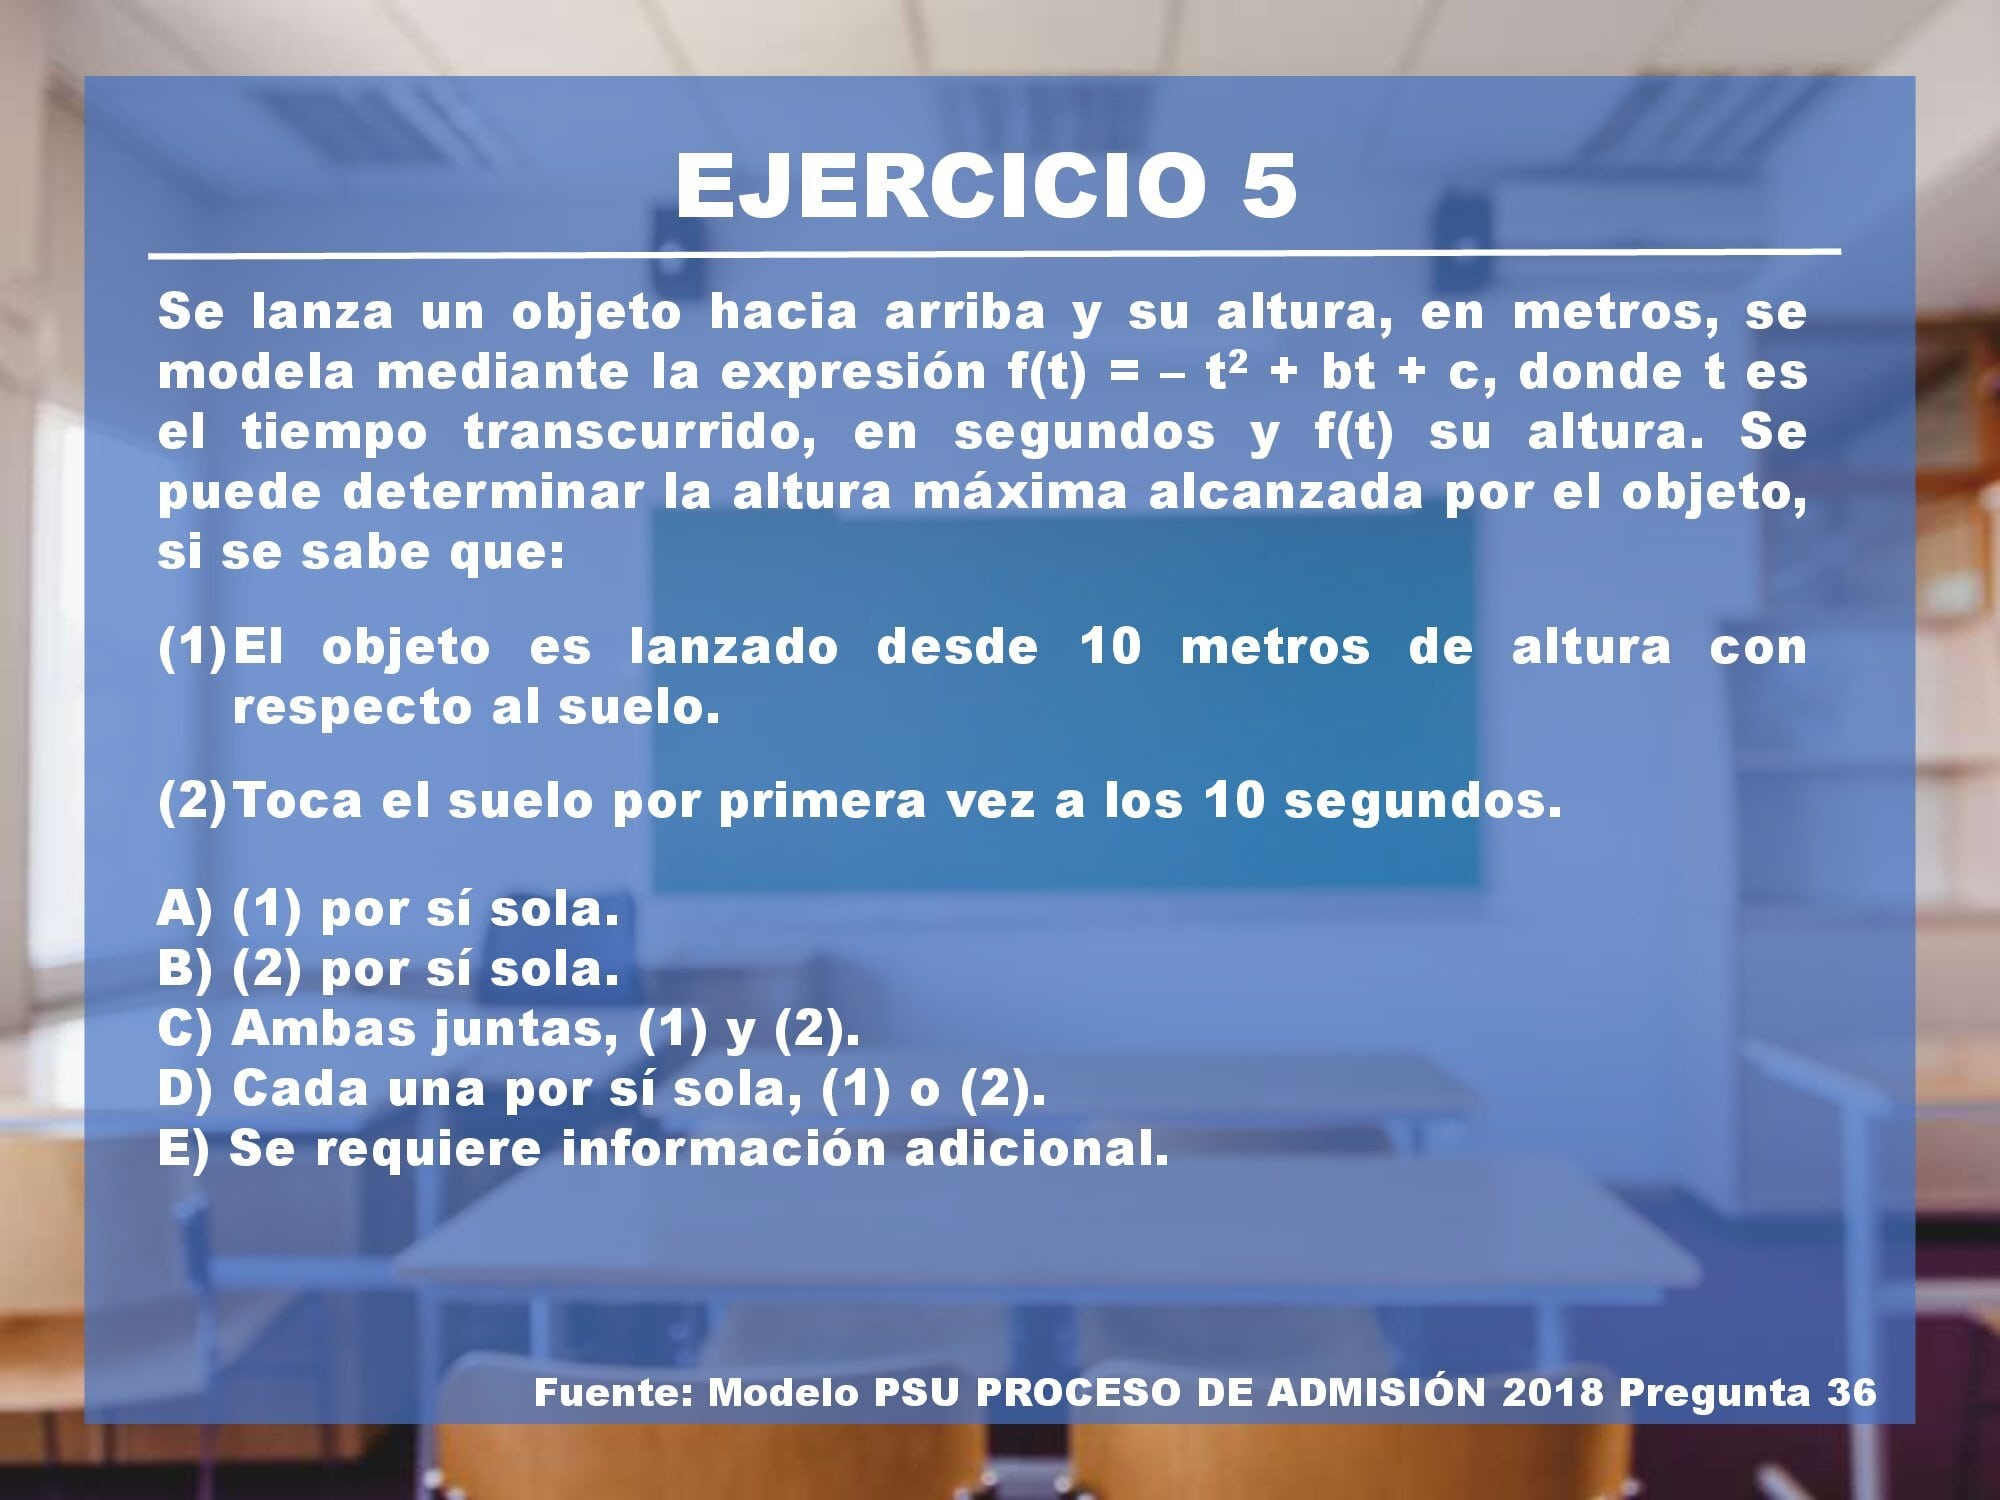 EJERCICIO 5
Se lanza un objeto hacia arriba y su altura, en metros, se
modela mediante la expresión f(t) = – t² + bt + c, donde t es
el tiempo transcurrido, en segundos y f(t) su altura. Se
puede determinar la altura máxima alcanzada por el objeto,
si se sabe que:
(1) El objeto es lanzado desde 10 metros de altura con
respecto al suelo.
(2) Toca el suelo por primera vez a los 10 segundos.
A) (1) por sí sola.
B) (2) por sí sola.
C) Ambas juntas, (1) y (2).
D) Cada una por sí sola, (1) o (2).
E) Se requiere información adicional.
Fuente: Modelo PSU PROCESO DE ADMISIÓN 2018 Pregunta 36